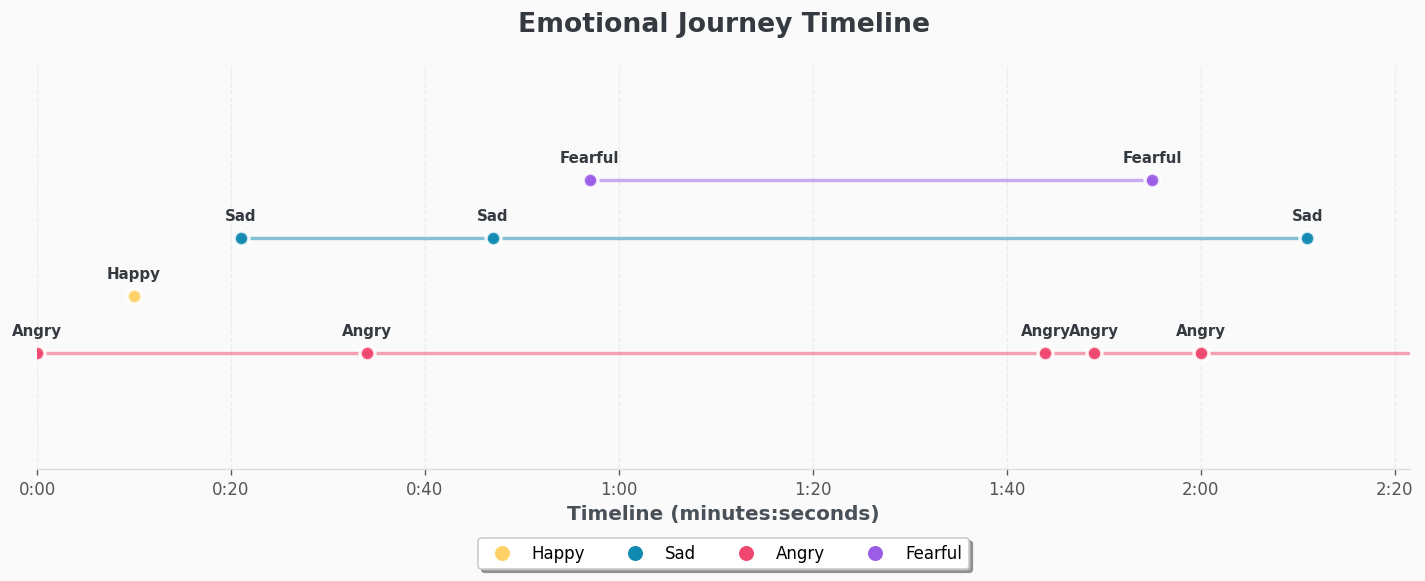 Emotional Journey Timeline
Fearful Fearful
Sad Sad Sad
Happy
Angry Angry Angry Angry Angry
0:00 0:20 0:40 1:00 1:20 1:40 2:00 2:20
Timeline (minutes:seconds)
Happy Sad Angry Fearful